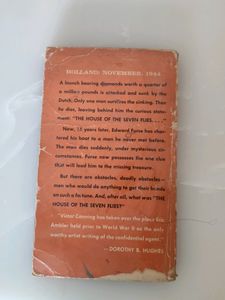 HOLLAND: NOVEMBER, 1944
A launch bearing diamonds worth a quarter of
a million pounds is attacked and sunk by the
Dutch. Only one man survives the sinking. Then
he dies, leaving behind him the curious state-
ment: "THE HOUSE OF THE SEVEN FLIES. . . ."
Now, 15 years later, Edward Furse has char-
tered his boat to a man he never met before.
The man dies suddenly, under mysterious cir-
cumstances. Furse now possesses the one clue
that will lead him to the missing treasure.
But there are obstacles, deadly obstacles—
men who would do anything to get their hands
on such a fortune. And, after all, what was "THE
HOUSE OF THE SEVEN FLIES?"
"Victor Canning has taken over the place Eric
Ambler held prior to World War II as the only
worthy artist writing of the confidential agent."
— DOROTHY B. HUGHES